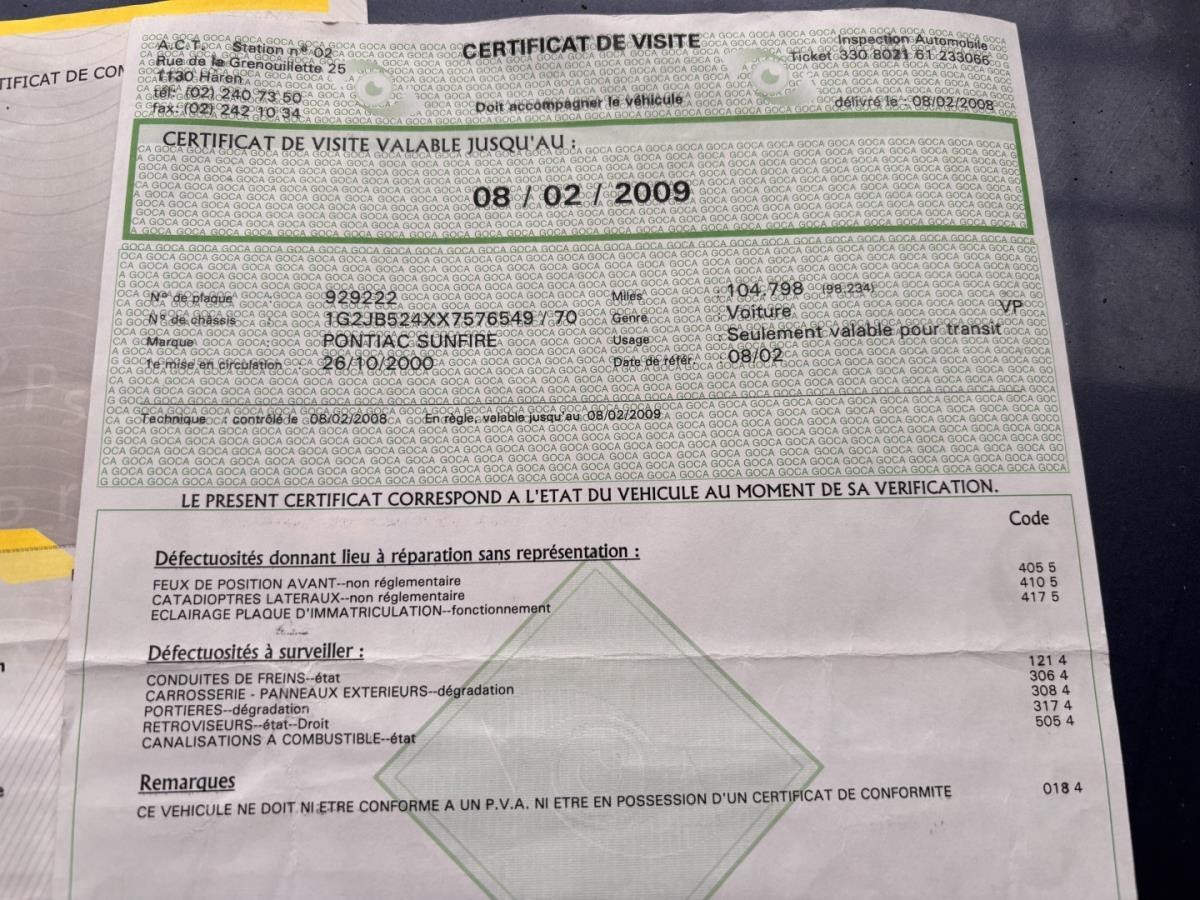 TIFICAT DE CON
A.C.T. Station n° 02
Rue de la Grenouillette 25
1130 Haren
tél: (02) 240 73 50
fax: (02) 242 10 34
CERTIFICAT DE VISITE
Doit accompagner le véhicule
Inspection Automobile
Ticket 330 8021 61 233066
délivré le : 08/02/2008
CERTIFICAT DE VISITE VALABLE JUSQU'AU :
08 / 02 / 2009
N° de plaque : 929222
N° de châssis : 1G2JB524XX7576549 / 70
Marque : PONTIAC SUNFIRE
1e mise en circulation : 26/10/2000
Miles : 104.798 (98.234)
Genre : Voiture VP
Usage : Seulement valable pour transit
Date de référ. : 08/02
Technique : contrôlé le 08/02/2008 En règle, valable jusqu'au 08/02/2009
LE PRESENT CERTIFICAT CORRESPOND A L'ETAT DU VEHICULE AU MOMENT DE SA VERIFICATION.
Code
Défectuosités donnant lieu à réparation sans représentation :
FEUX DE POSITION AVANT--non réglementaire 405 5
CATADIOPTRES LATERAUX--non réglementaire 410 5
ECLAIRAGE PLAQUE D'IMMATRICULATION--fonctionnement 417 5
Défectuosités à surveiller :
CONDUITES DE FREINS--état 121 4
CARROSSERIE - PANNEAUX EXTERIEURS--dégradation 306 4
PORTIERES--dégradation 308 4
RETROVISEURS--état--Droit 317 4
CANALISATIONS A COMBUSTIBLE--état 505 4
Remarques
CE VEHICULE NE DOIT NI ETRE CONFORME A UN P.V.A. NI ETRE EN POSSESSION D'UN CERTIFICAT DE CONFORMITE 018 4